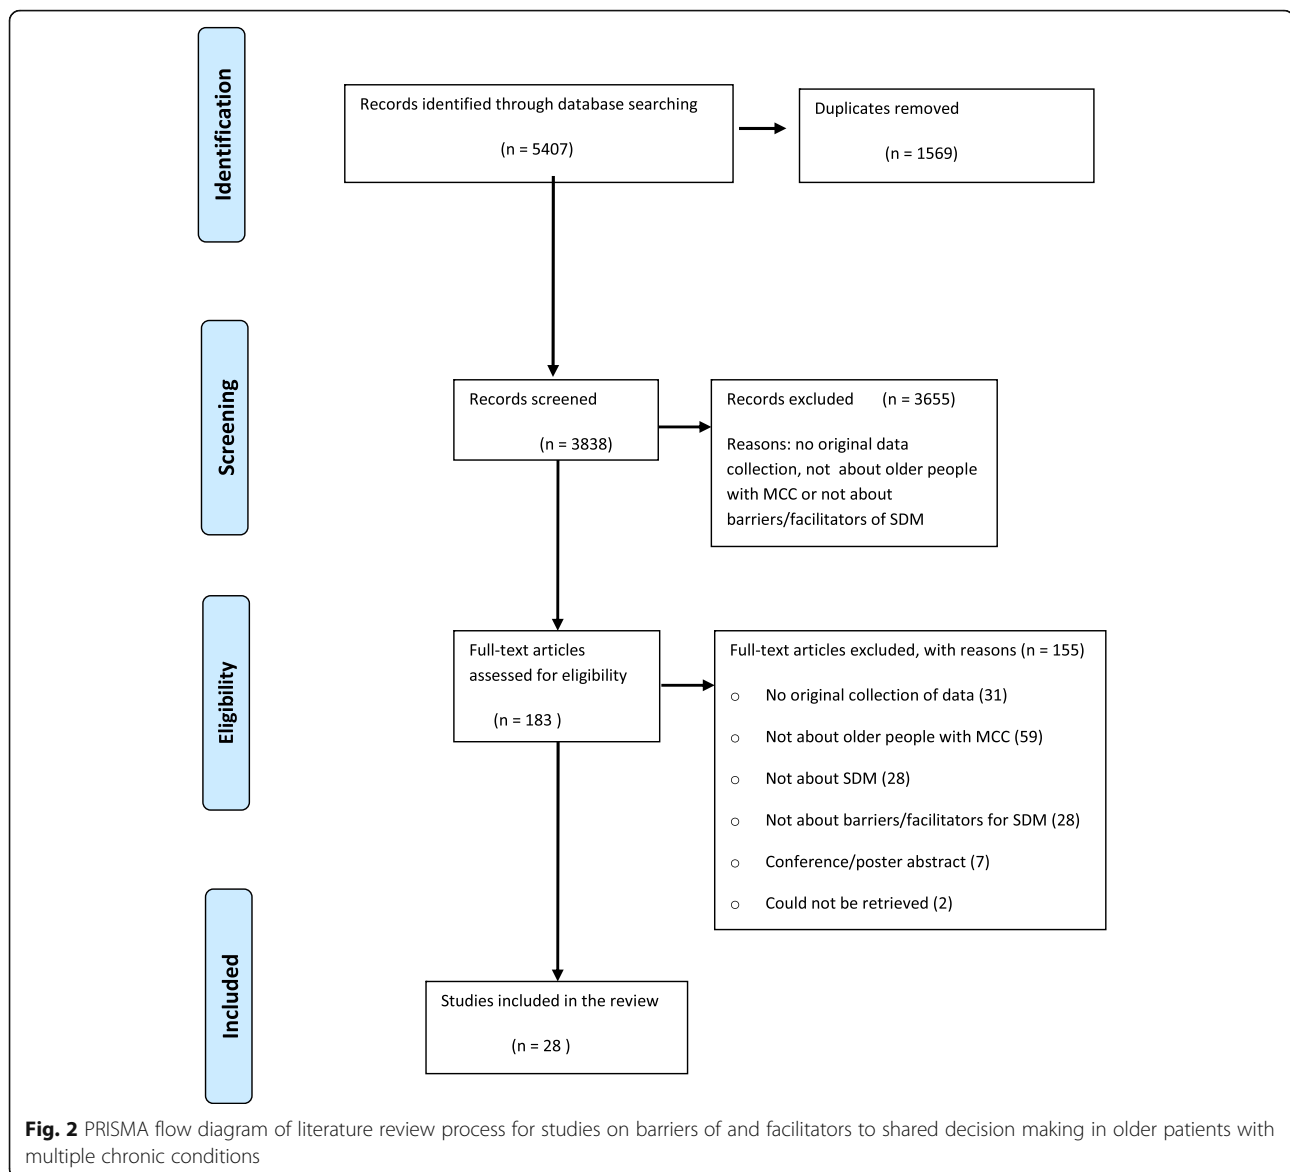 Identification
Records identified through database searching
(n = 5407)
Duplicates removed
(n = 1569)
Screening
Records screened
(n = 3838)
Records excluded (n = 3655)
Reasons: no original data
collection, not about older people
with MCC or not about
barriers/facilitators of SDM
Eligibility
Full-text articles
assessed for eligibility
(n = 183 )
Full-text articles excluded, with reasons (n = 155)
○ No original collection of data (31)
○ Not about older people with MCC (59)
○ Not about SDM (28)
○ Not about barriers/facilitators for SDM (28)
○ Conference/poster abstract (7)
○ Could not be retrieved (2)
Included
Studies included in the review
(n = 28 )
Fig. 2 PRISMA flow diagram of literature review process for studies on barriers of and facilitators to shared decision making in older patients with
multiple chronic conditions